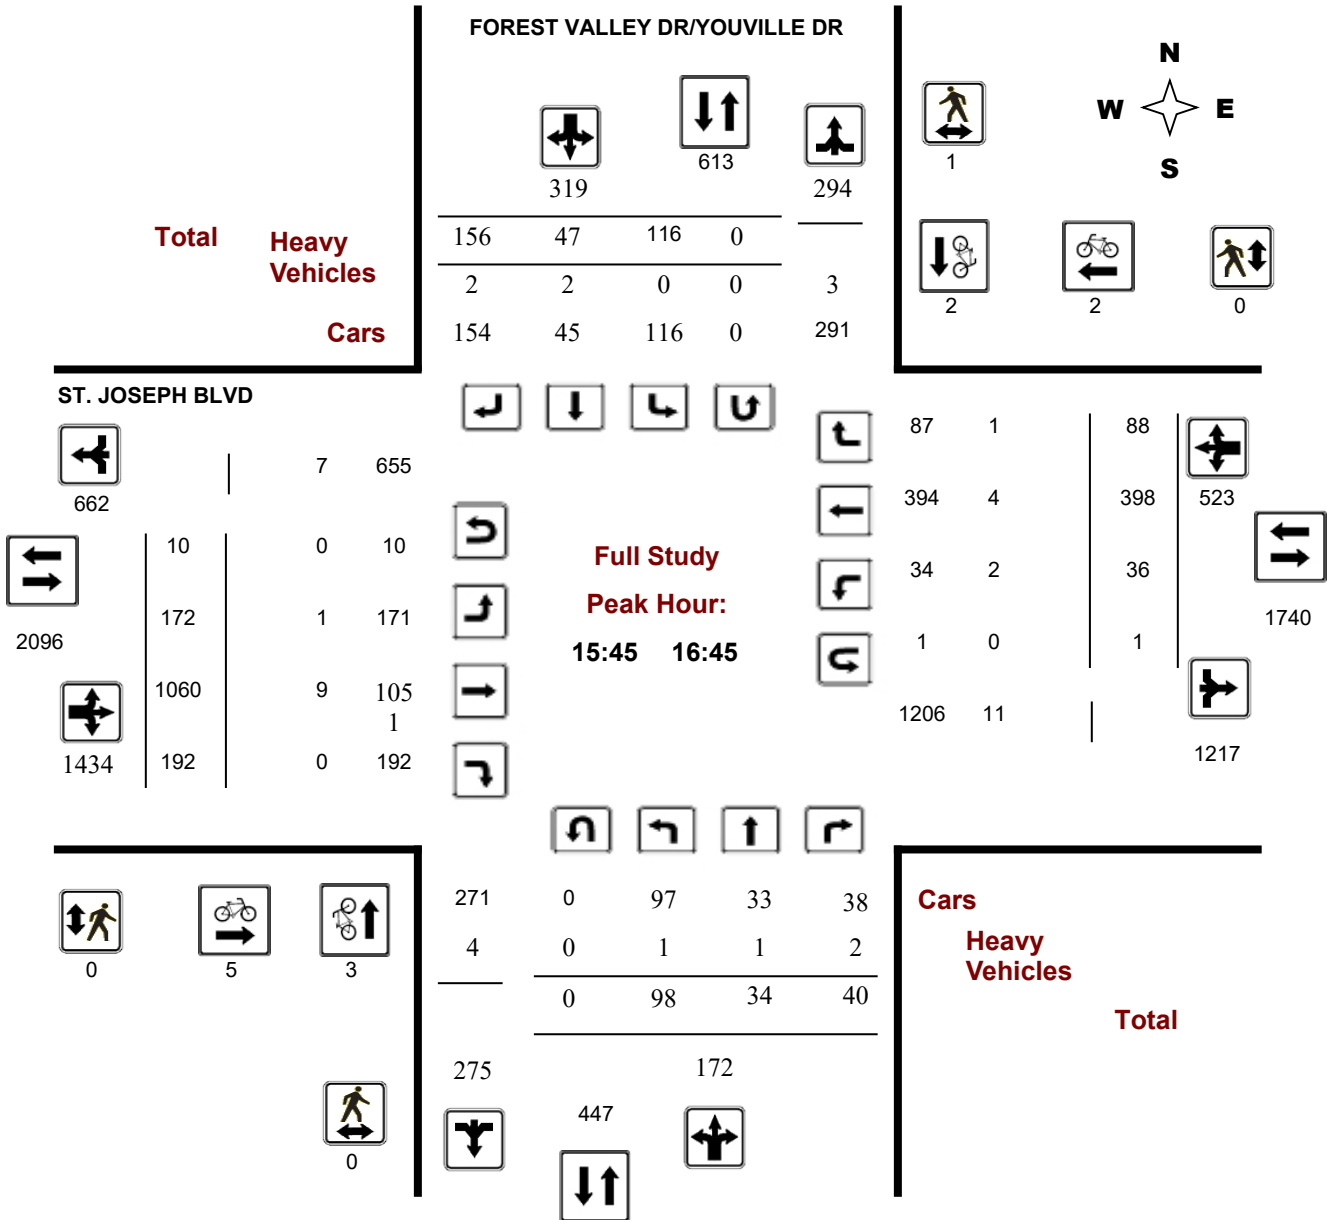 FOREST VALLEY DR/YOUVILLE DR
N
W E
S
613
1
319 294
Total Heavy Vehicles
156 47 116 0
2 2 0 0 3
2 2 0
Cars 154 45 116 0 291
ST. JOSEPH BLVD
87 1 88
7 655
394 4 398 523
662
10 0 10
Full Study
34 2 36
Peak Hour:
172 1 171
1740
2096
15:45 16:45
1 0 1
1060 9 1051
1206 11
1434 192 0 192
1217
271 0 97 33 38 Cars
4 0 1 1 2 Heavy Vehicles
0 5 3
0 98 34 40
Total
275 172
447
0